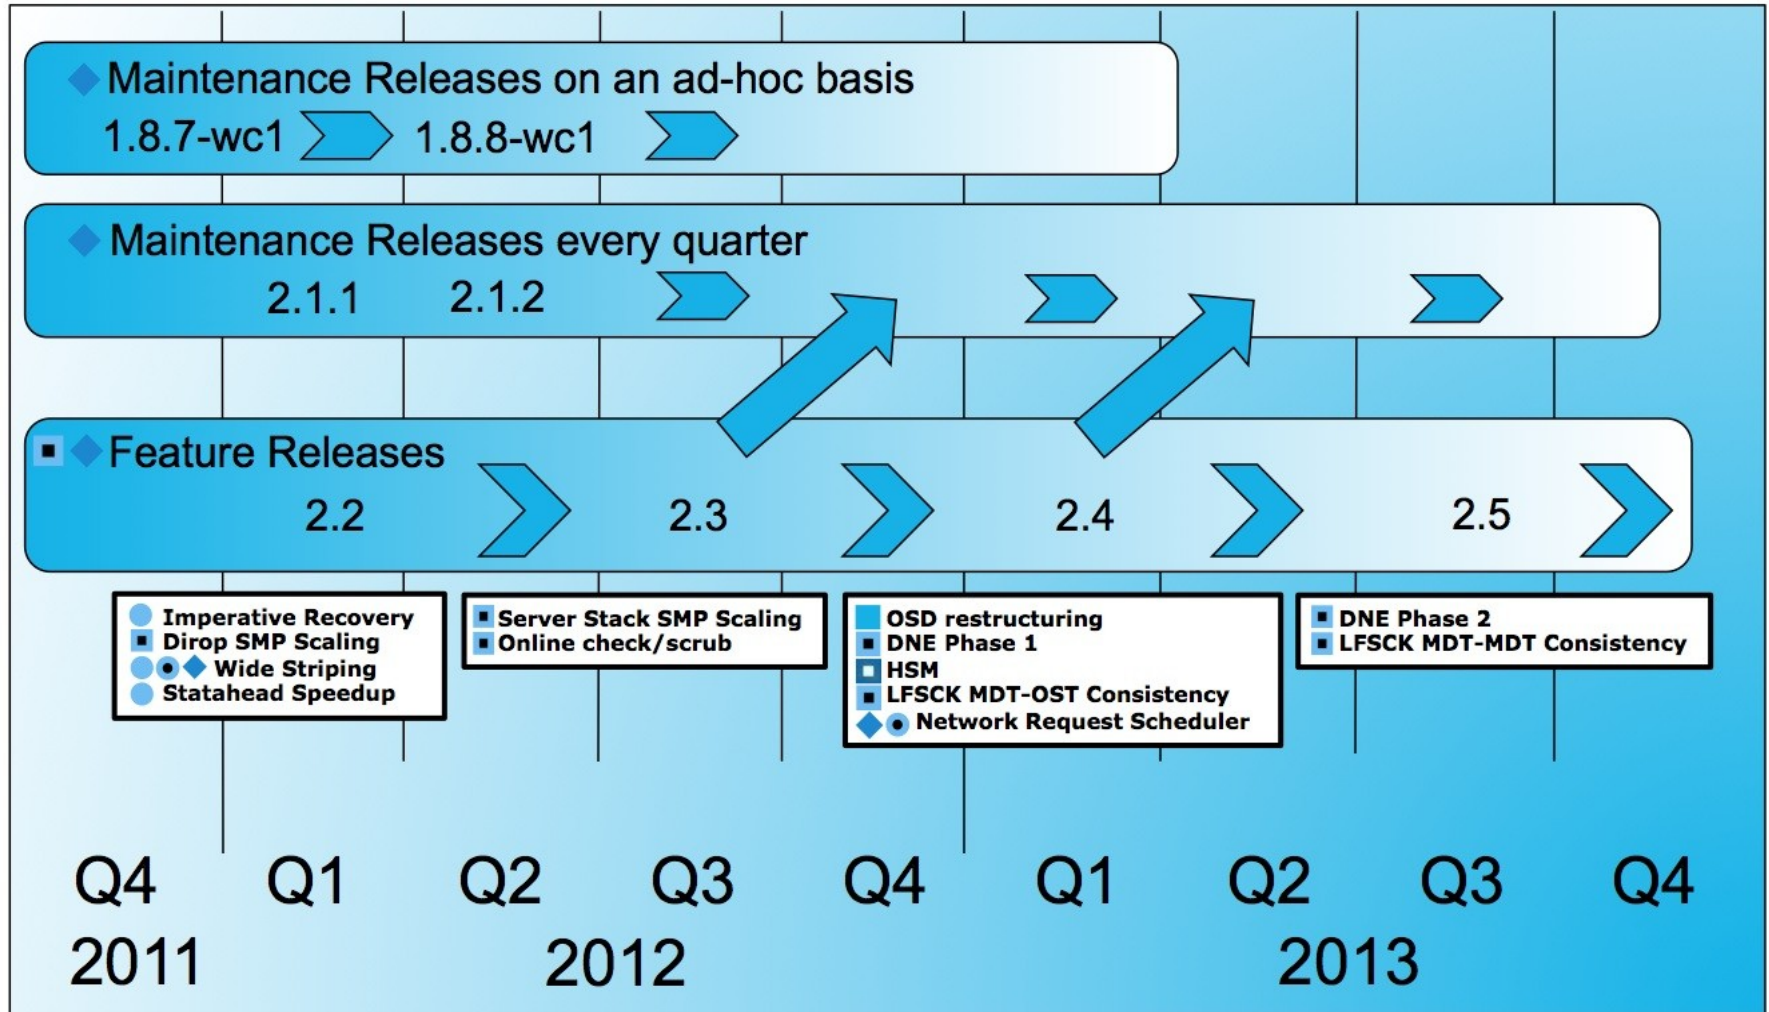 Maintenance Releases on an ad-hoc basis
1.8.7-wc1 1.8.8-wc1
Maintenance Releases every quarter
2.1.1 2.1.2
Feature Releases
2.2 2.3 2.4 2.5
Imperative Recovery
Dirop SMP Scaling
Wide Striping
Statahead Speedup
Server Stack SMP Scaling
Online check/scrub
OSD restructuring
DNE Phase 1
HSM
LFSCK MDT-OST Consistency
Network Request Scheduler
DNE Phase 2
LFSCK MDT-MDT Consistency
Q4 Q1 Q2 Q3 Q4 Q1 Q2 Q3 Q4
2011 2012 2013